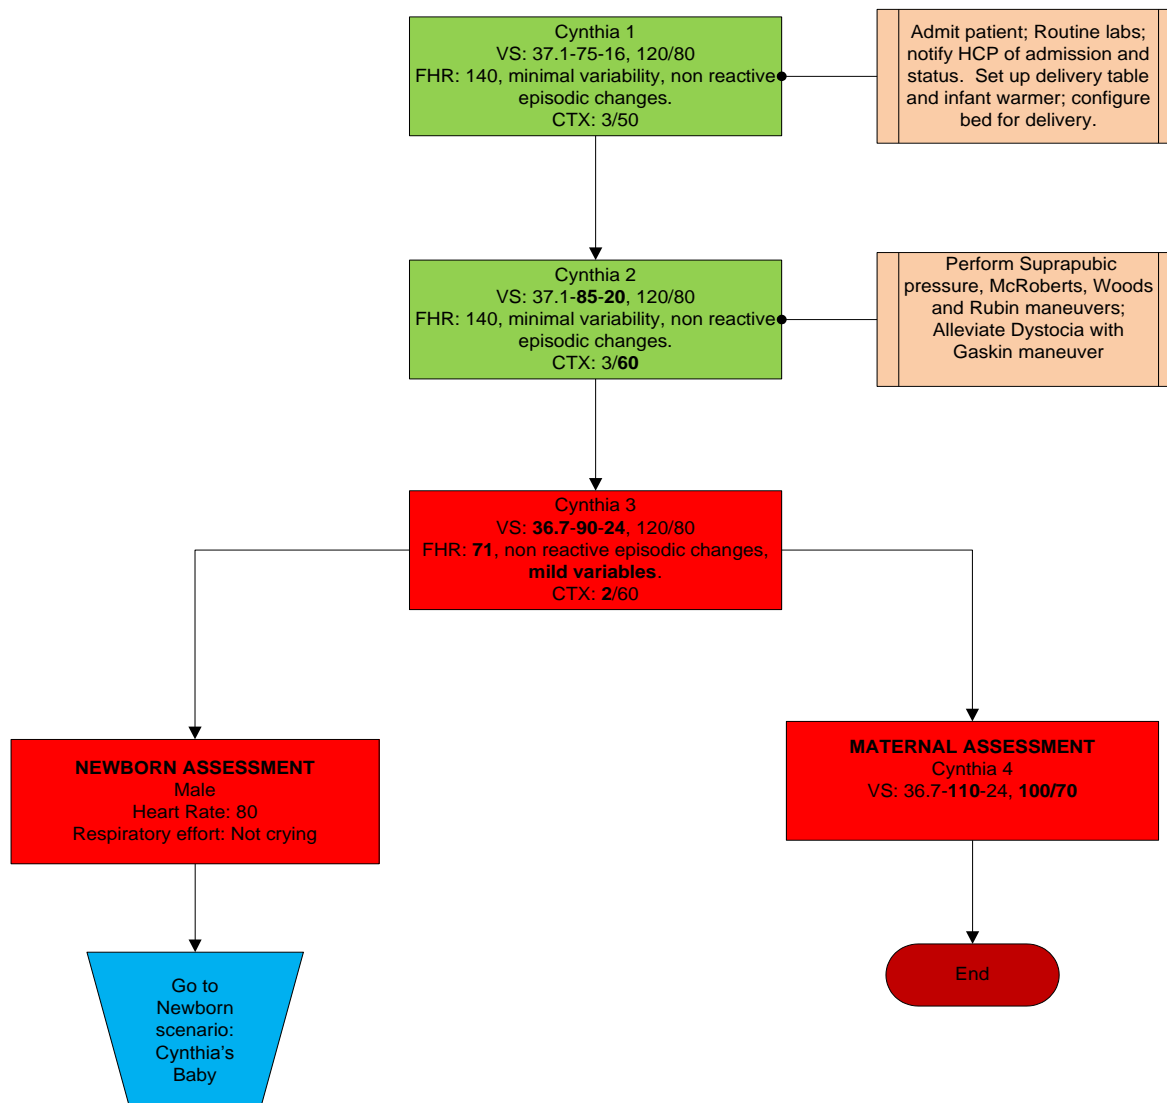 Cynthia 1
VS: 37.1-75-16, 120/80
FHR: 140, minimal variability, non reactive
episodic changes.
CTX: 3/50
Admit patient; Routine labs;
notify HCP of admission and
status.  Set up delivery table
and infant warmer; configure
bed for delivery.
Cynthia 2
VS: 37.1-85-20, 120/80
FHR: 140, minimal variability, non reactive
episodic changes.
CTX: 3/60
Perform Suprapubic
pressure, McRoberts, Woods
and Rubin maneuvers;
Alleviate Dystocia with
Gaskin maneuver
Cynthia 3
VS: 36.7-90-24, 120/80
FHR: 71, non reactive episodic changes,
mild variables.
CTX: 2/60
NEWBORN ASSESSMENT
Male
Heart Rate: 80
Respiratory effort: Not crying
MATERNAL ASSESSMENT
Cynthia 4
VS: 36.7-110-24, 100/70
Go to
Newborn
scenario:
Cynthia’s
Baby
End